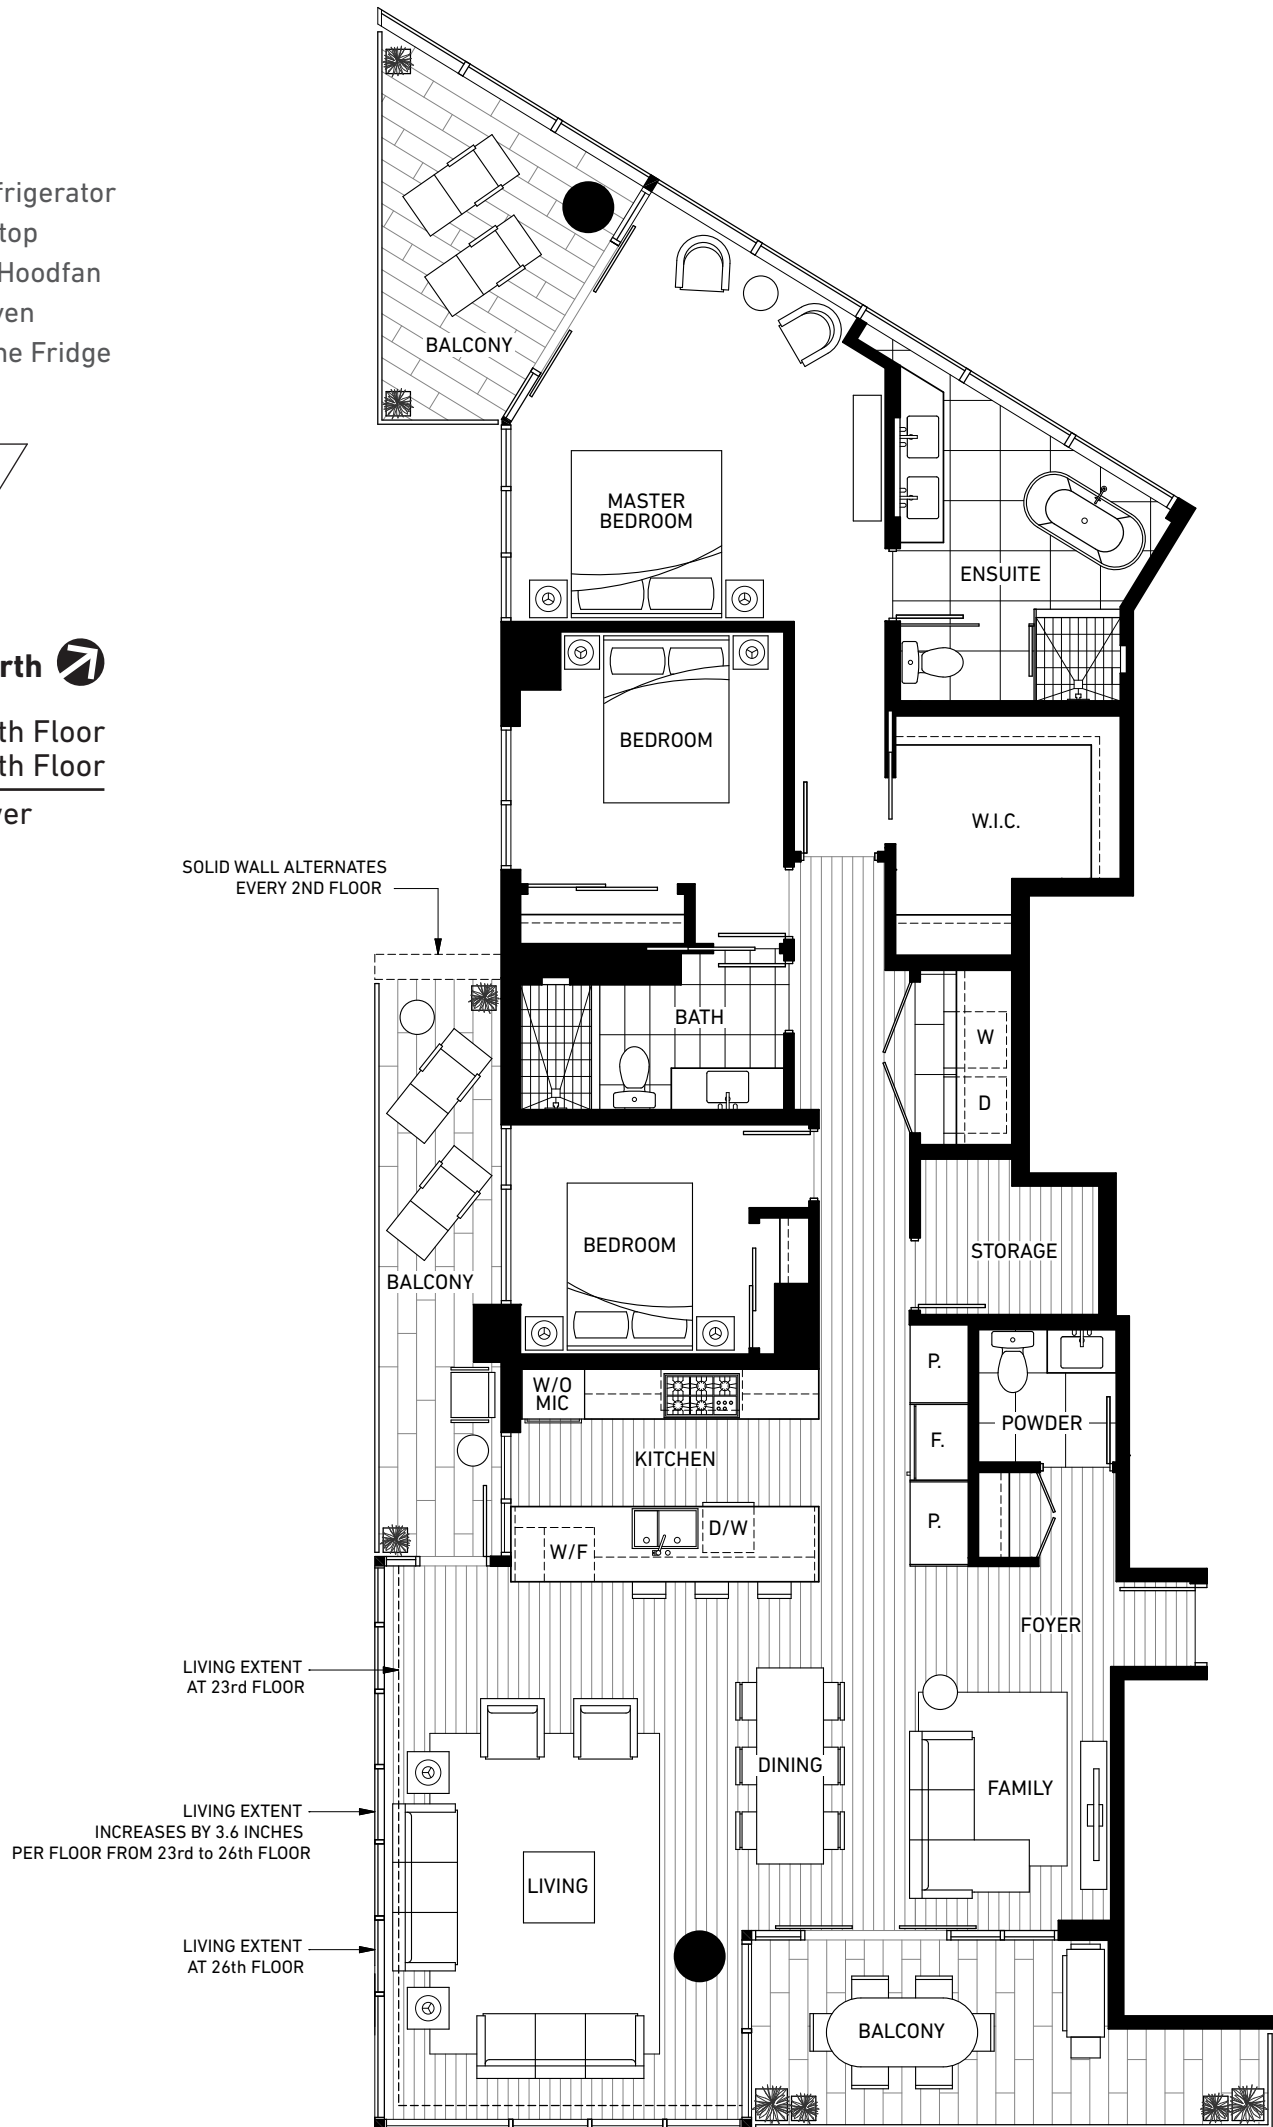 frigerator
top
Hoodfan
ven
ne Fridge
rth
th Floor
th Floor
ver
BALCONY
MASTER
BEDROOM
ENSUITE
BEDROOM
W.I.C.
SOLID WALL ALTERNATES
EVERY 2ND FLOOR
BATH
W
D
BEDROOM
STORAGE
BALCONY
P.
W/O
MIC
POWDER
F.
KITCHEN
P.
D/W
W/F
FOYER
LIVING EXTENT
AT 23rd FLOOR
DINING
FAMILY
LIVING EXTENT
INCREASES BY 3.6 INCHES
PER FLOOR FROM 23rd to 26th FLOOR
LIVING
LIVING EXTENT
AT 26th FLOOR
BALCONY